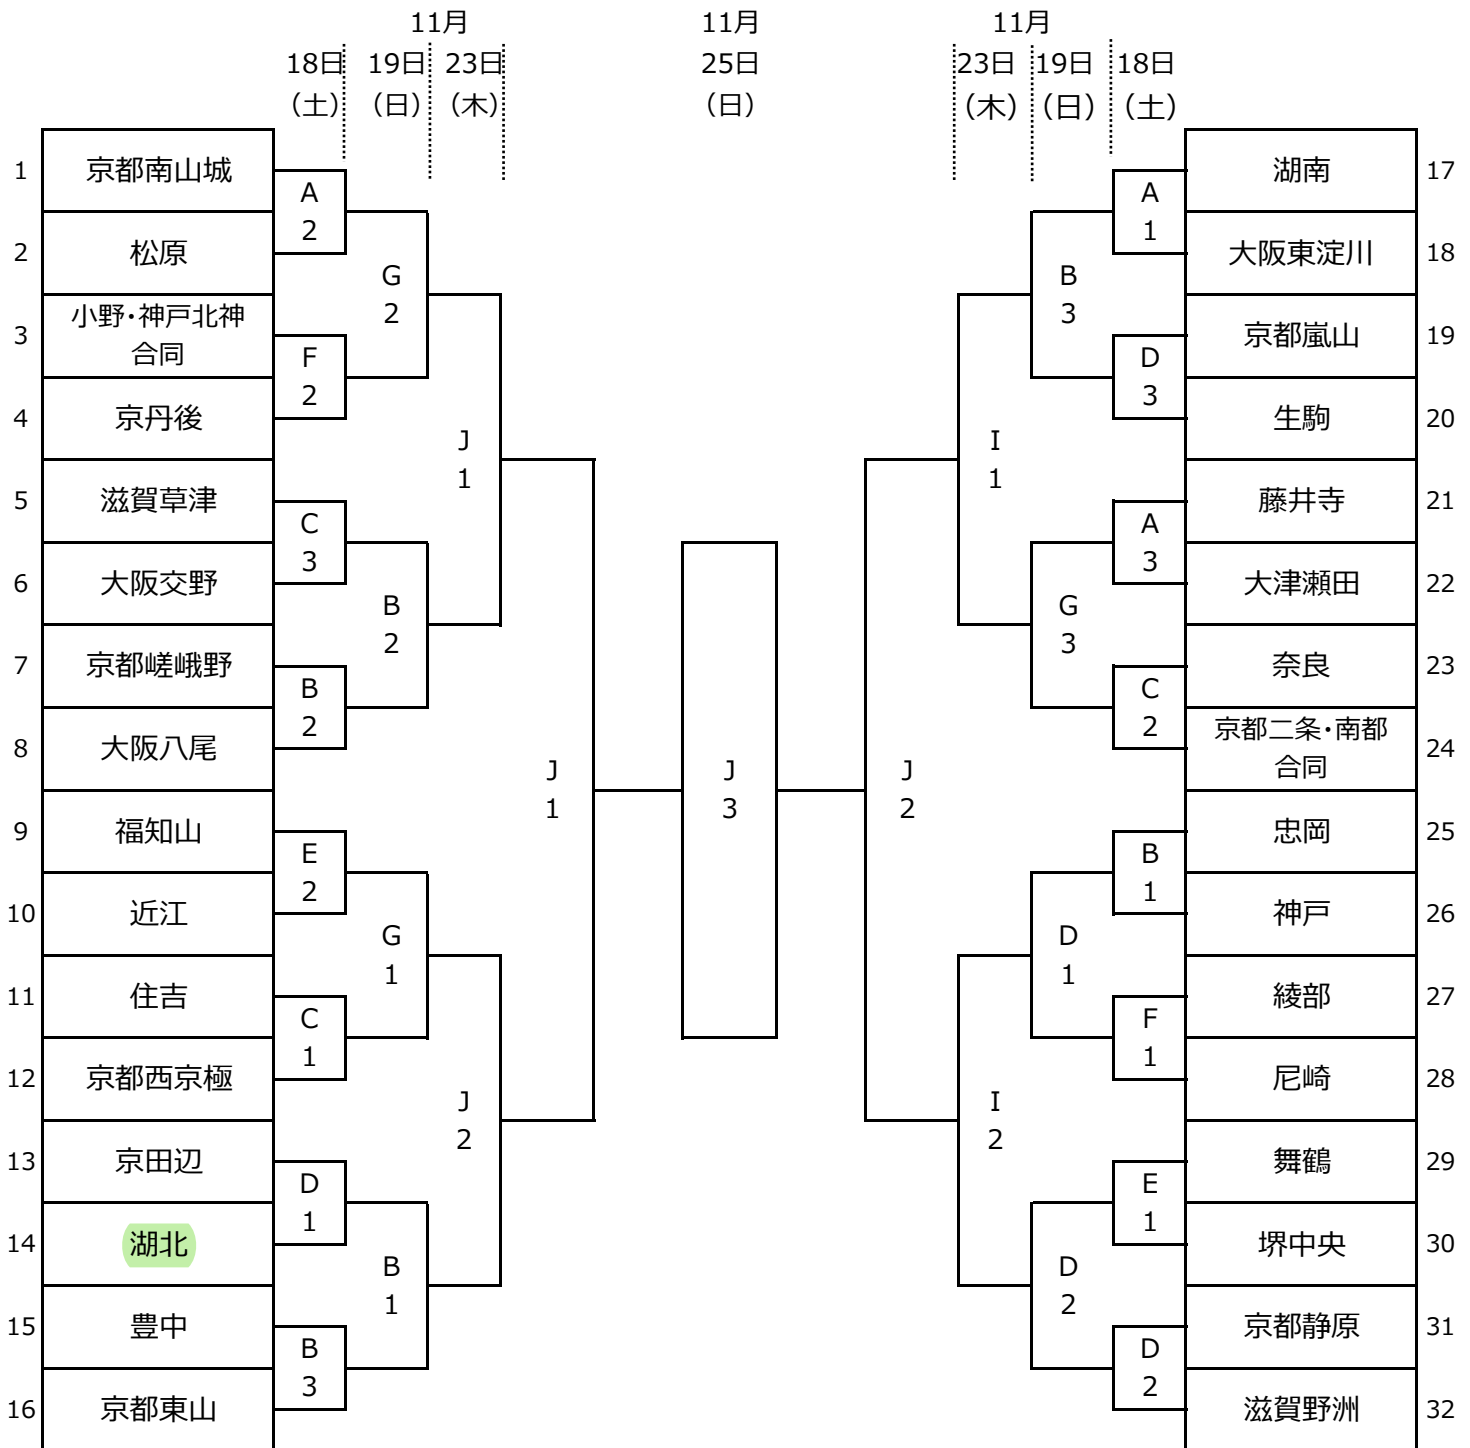 11月 11月 11月
18日 19日 23日 25日 23日 19日 18日
（土） （日） （木） （日） （木） （日） （土）
1 京都南山城 A 湖南 17
2 A
1
2 松原 大阪東淀川 18
G B
2 3
3 小野・神戸北神 京都嵐山 19
合同 F D
2 3
4 京丹後 生駒 20
J I
1 1
5 滋賀草津 藤井寺 21
C A
3 3
6 大阪交野 大津瀬田 22
B G
2 3
7 京都嵯峨野 奈良 23
B C
2 2
8 大阪八尾 京都二条・南都 24
合同
J J J
1 3 2
9 福知山 忠岡 25
E B
2 1
10 近江 神戸 26
G D
1 1
11 住吉 綾部 27
C F
1 1
12 京都西京極 尼崎 28
J I
2 2
13 京田辺 舞鶴 29
D E
1 1
14 湖北 堺中央 30
B D
1 2
15 豊中 京都静原 31
B D
3 2
16 京都東山 滋賀野洲 32